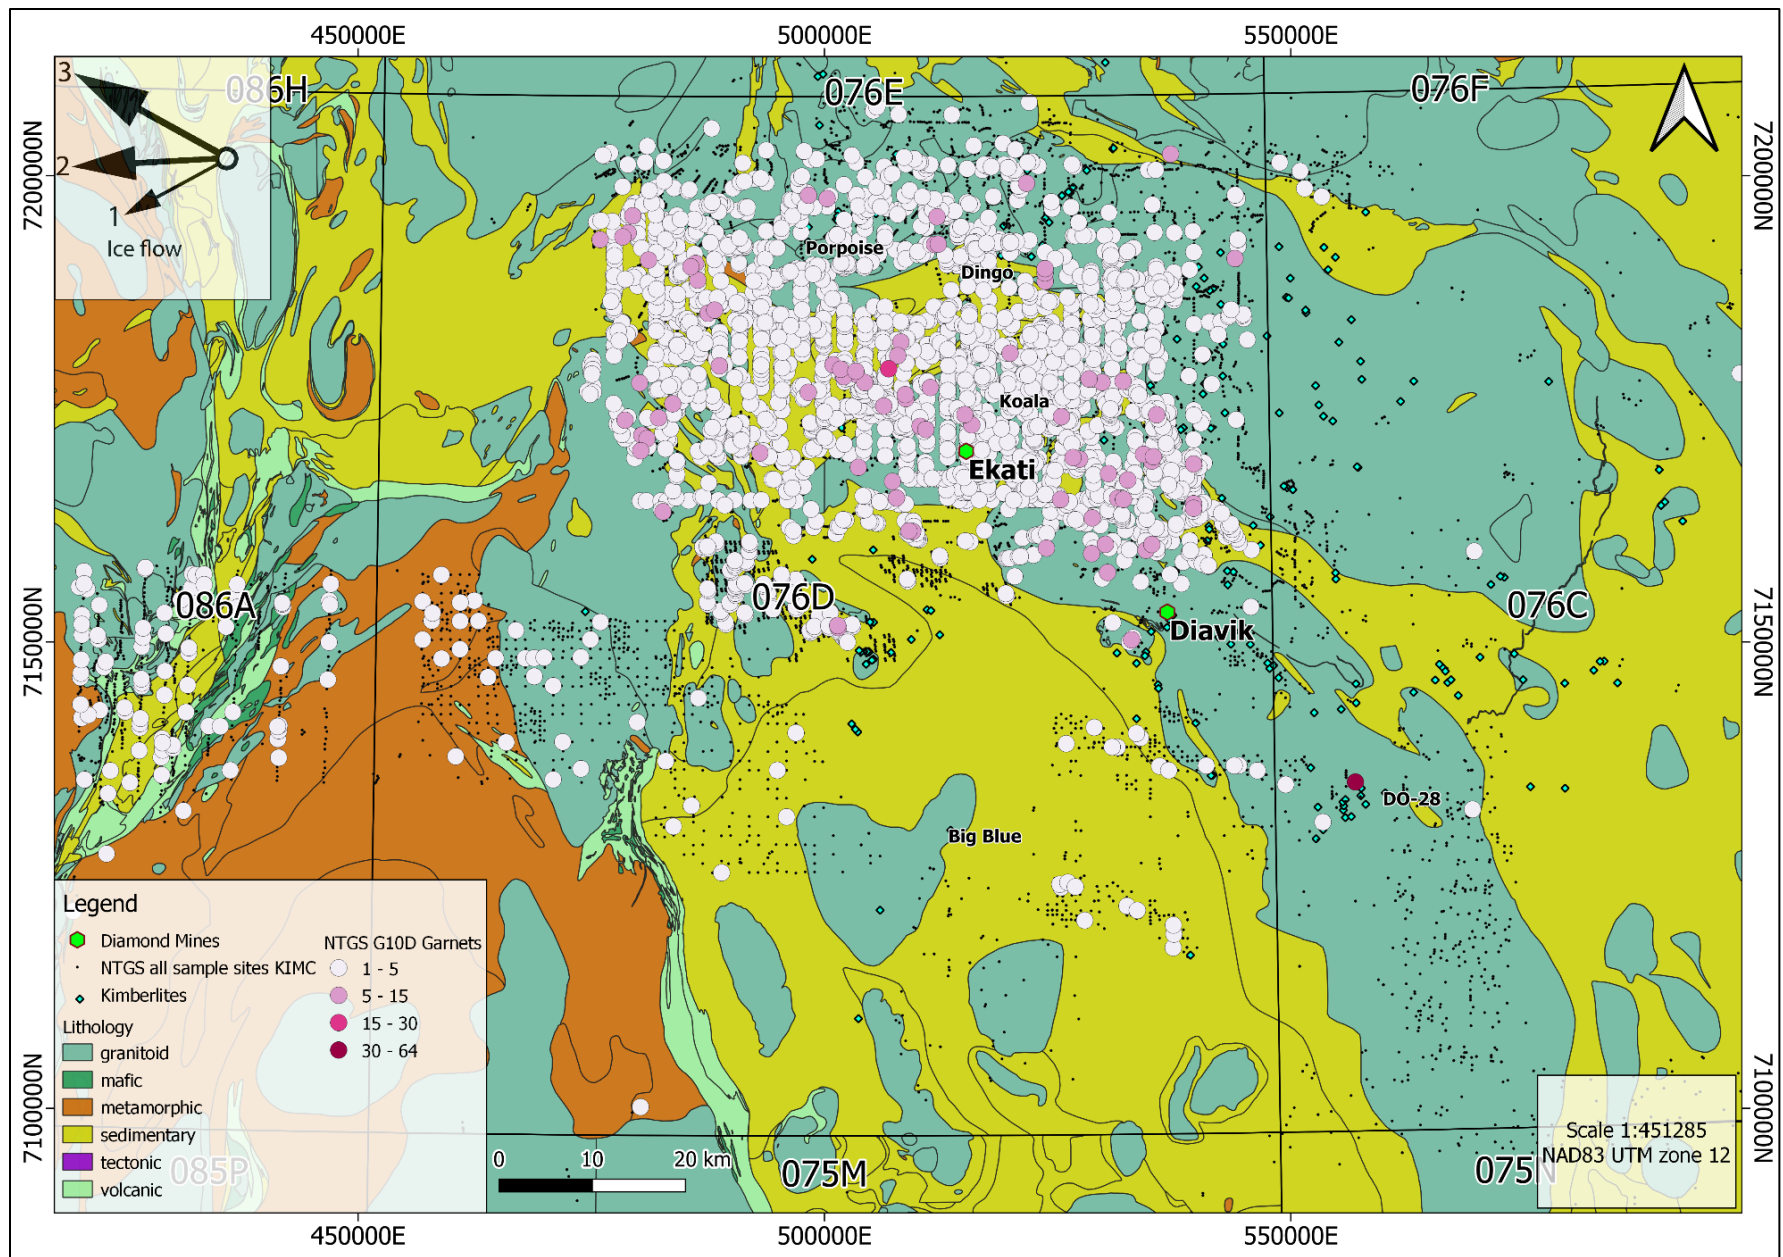 450000E
500000E
550000E
3
086H
076E
076F
7200000N
7200000N
2
1
Ice flow
Porpoise
Dingo
Koala
Ekati
086A
076D
076C
7150000N
7150000N
Diavik
DO-28
Big Blue
Legend
Diamond Mines
NTGS all sample sites KIMC
Kimberlites
Lithology
granitoid
mafic
metamorphic
sedimentary
tectonic
volcanic
NTGS G10D Garnets
1 - 5
5 - 15
15 - 30
30 - 64
7100000N
7100000N
085P
0 10 20 km
075M
075N
Scale 1:451285
NAD83 UTM zone 12
450000E
500000E
550000E